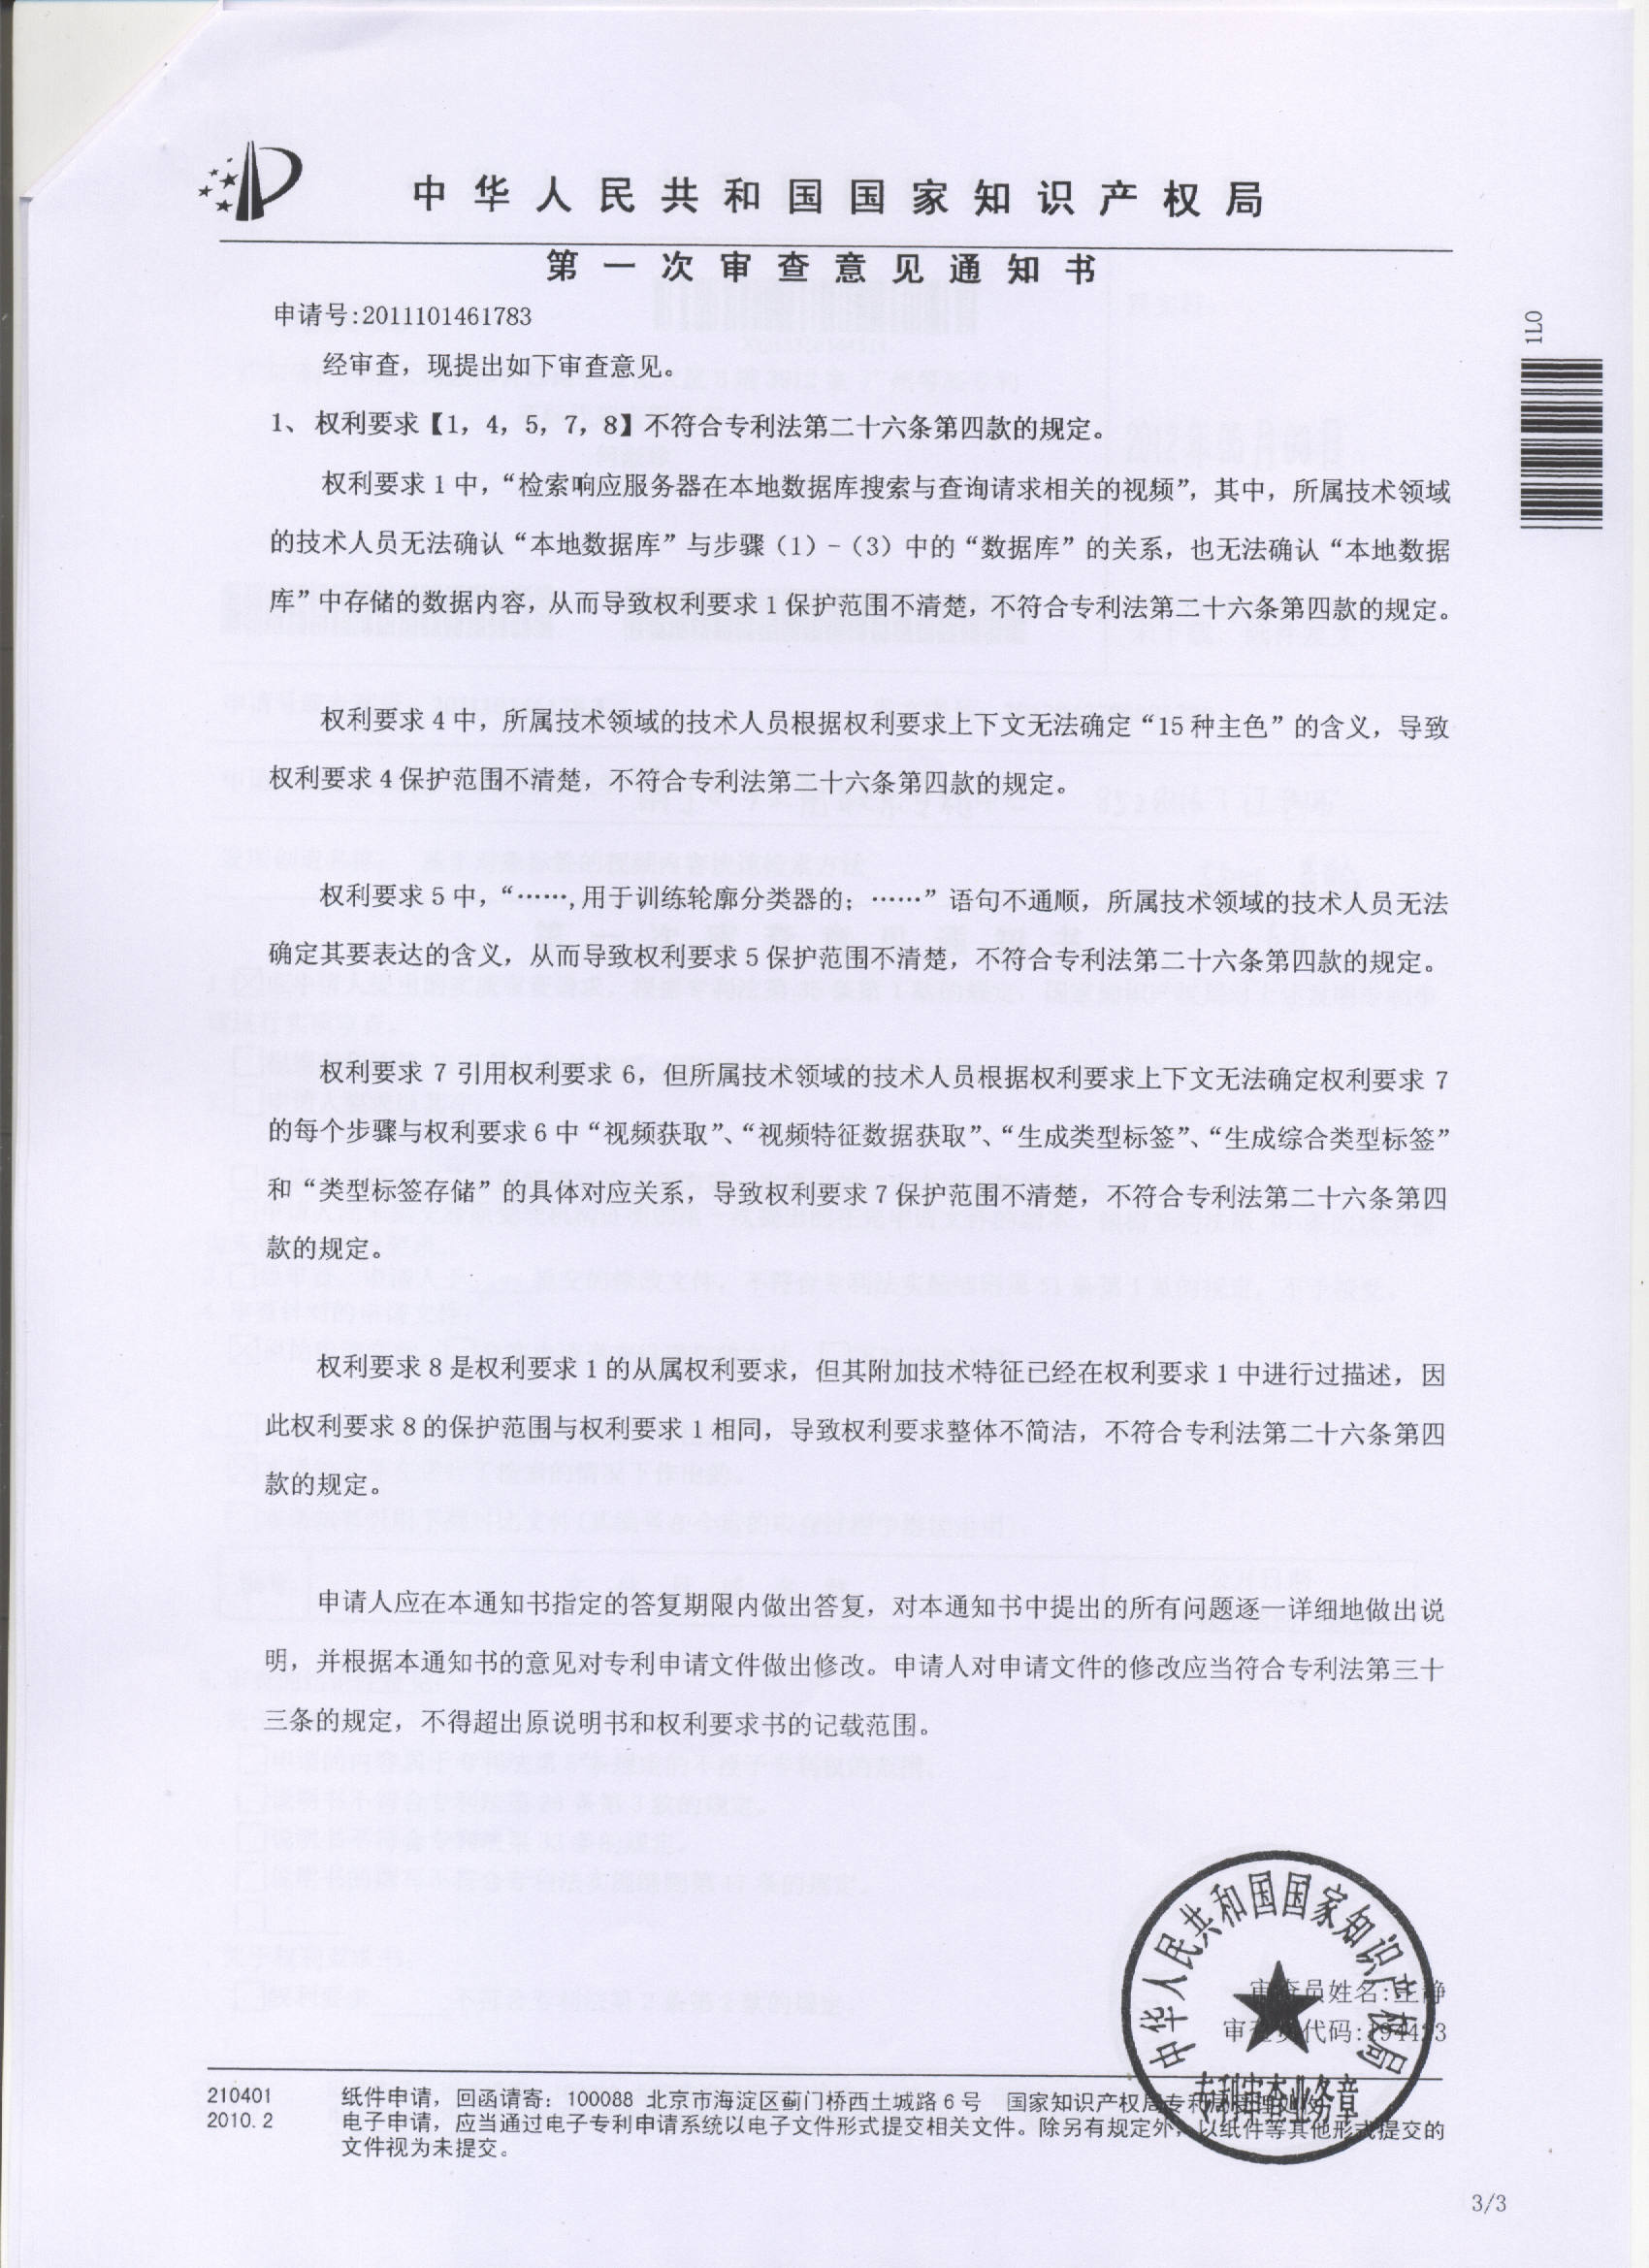 中华人民共和国国家知识产权局
第一次审查意见通知书
申请号:2011101461783
经审查，现提出如下审查意见。
1L0
1、权利要求【1，4，5，7，8】不符合专利法第二十六条第四款的规定。
权利要求1中，“检索响应服务器在本地数据库搜索与查询请求相关的视频”，其中，所属技术领域
的技术人员无法确认“本地数据库”与步骤（1）-（3）中的“数据库”的关系，也无法确认“本地数据
库”中存储的数据内容，从而导致权利要求1保护范围不清楚，不符合专利法第二十六条第四款的规定。
权利要求4中，所属技术领域的技术人员根据权利要求上下文无法确定“15种主色”的含义，导致
权利要求4保护范围不清楚，不符合专利法第二十六条第四款的规定。
权利要求5中，“……,用于训练轮廓分类器的；……”语句不通顺，所属技术领域的技术人员无法
确定其要表达的含义，从而导致权利要求5保护范围不清楚，不符合专利法第二十六条第四款的规定。
权利要求7引用权利要求6，但所属技术领域的技术人员根据权利要求上下文无法确定权利要求7
的每个步骤与权利要求6中“视频获取”、“视频特征数据获取”、“生成类型标签”、“生成综合类型标签”
和“类型标签存储”的具体对应关系，导致权利要求7保护范围不清楚，不符合专利法第二十六条第四
款的规定。
权利要求8是权利要求1的从属权利要求，但其附加技术特征已经在权利要求1中进行过描述，因
此权利要求8的保护范围与权利要求1相同，导致权利要求整体不简洁，不符合专利法第二十六条第四
款的规定。
申请人应在本通知书指定的答复期限内做出答复，对本通知书中提出的所有问题逐一详细地做出说
明，并根据本通知书的意见对专利申请文件做出修改。申请人对申请文件的修改应当符合专利法第三十
三条的规定，不得超出原说明书和权利要求书的记载范围。
中华人民共和国国家知识产权局
专利审查业务章
审查员姓名:静
审查员代码:
210401
2010.2
纸件申请，回函请寄：100088 北京市海淀区蓟门桥西土城路6号 国家知识产权局专利局受理处收
电子申请，应当通过电子专利申请系统以电子文件形式提交相关文件。除另有规定外，以纸件等其他形式提交的
文件视为未提交。
3/3